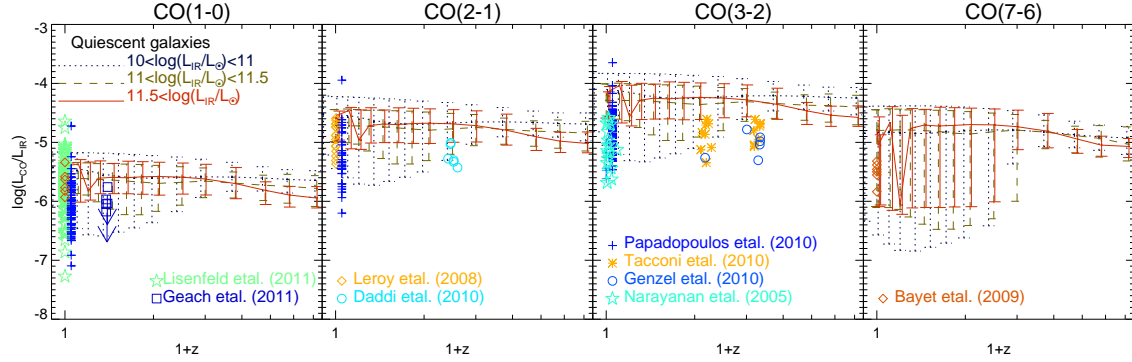 CO(1-0) CO(2-1) CO(3-2) CO(7-6)
-3
Quiescent galaxies
10<log(L_IR/L_⊙)<11
11<log(L_IR/L_⊙)<11.5
11.5<log(L_IR/L_⊙)
-4
-5
-6
-7
-8
log(L_CO/L_IR)
Lisenfeld etal. (2011)
Geach etal. (2011)
Leroy etal. (2008)
Daddi etal. (2010)
Papadopoulos etal. (2010)
Tacconi etal. (2010)
Genzel etal. (2010)
Narayanan etal. (2005)
Bayet etal. (2009)
1 1 1 1
1+z 1+z 1+z 1+z